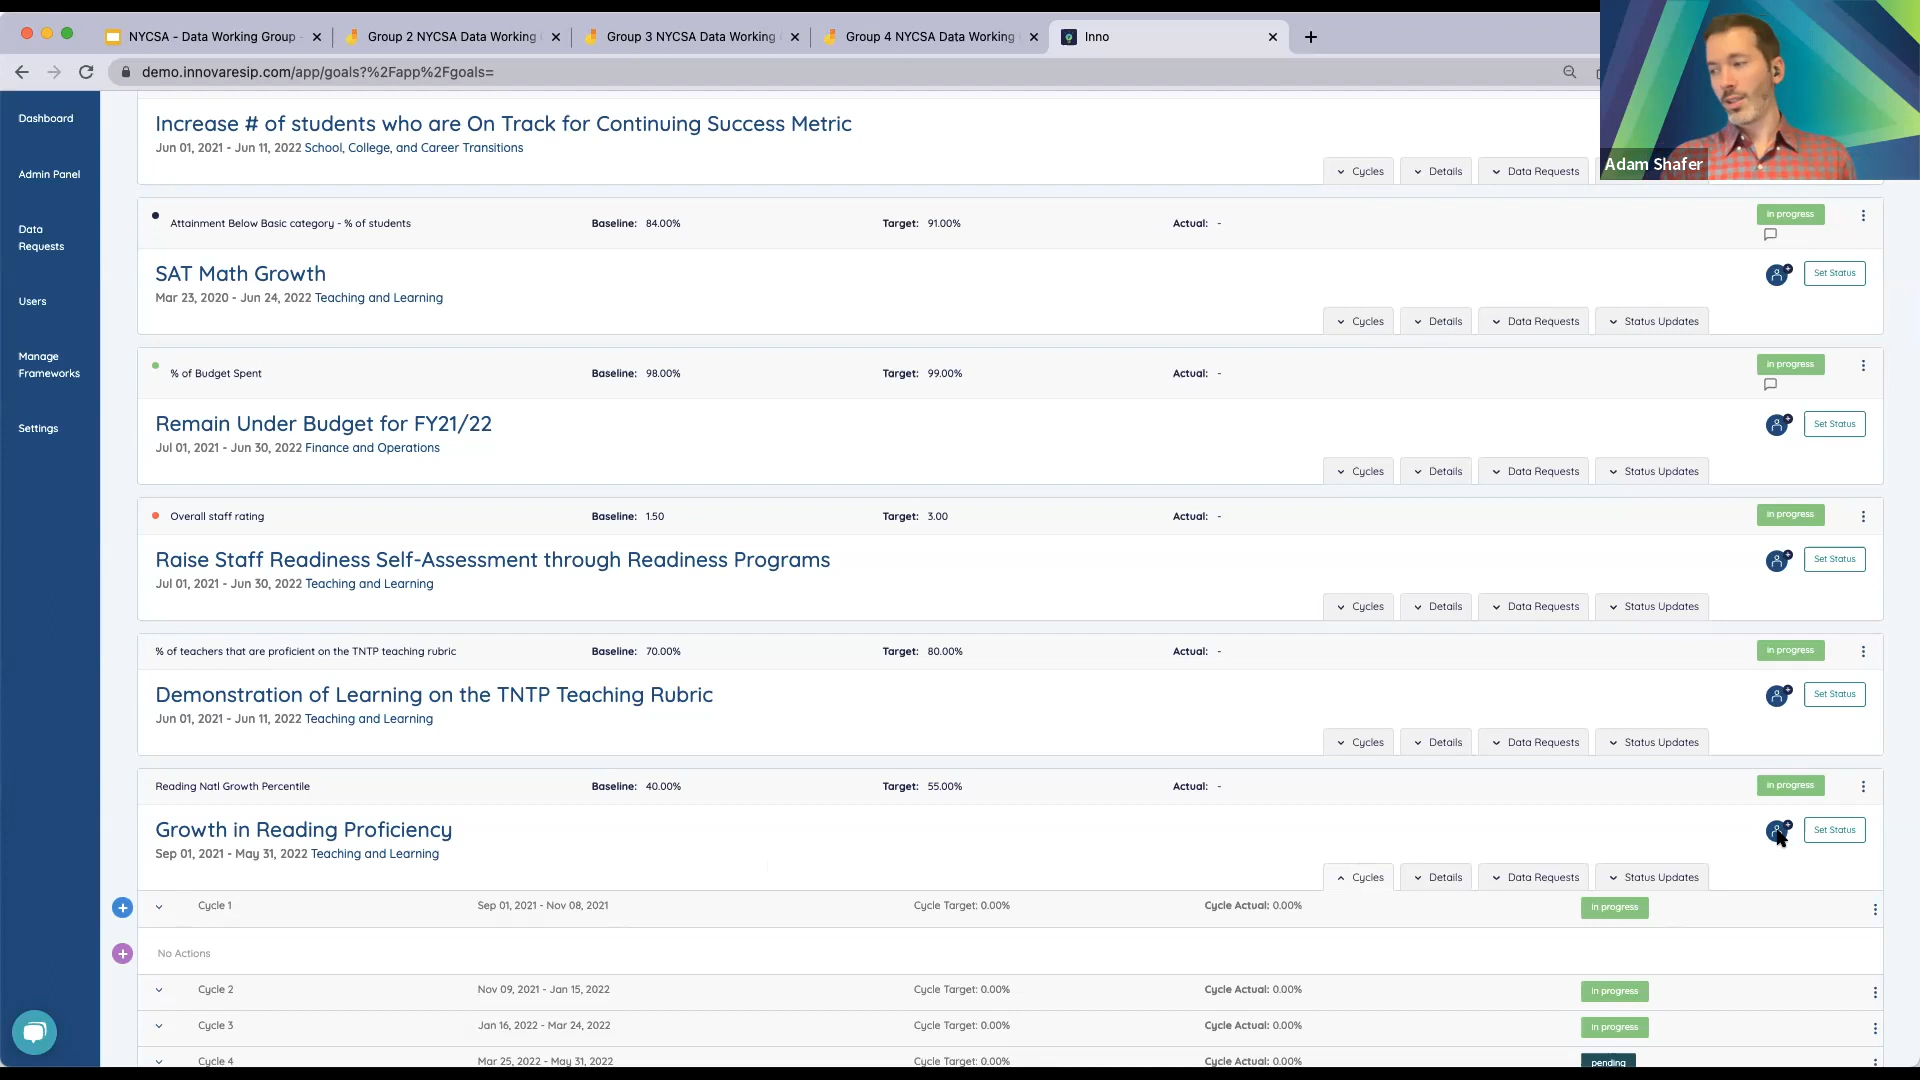 NYCSA - Data Working Group -
Group 2 NYCSA Data Working
Group 3 NYCSA Data Working
Group 4 NYCSA Data Working
Inno
demo.innovaresip.com/app/goals?%2Fapp%2Fgoals=
Adam Shafer
Dashboard
Admin Panel
Data
Requests
Users
Manage
Frameworks
Settings
Increase # of students who are On Track for Continuing Success Metric
Jun 01, 2021 - Jun 11, 2022 School, College, and Career Transitions
Cycles Details Data Requests
Attainment Below Basic category - % of students Baseline: 84.00% Target: 91.00% Actual: - in progress
SAT Math Growth
Set Status
Mar 23, 2020 - Jun 24, 2022 Teaching and Learning
Cycles Details Data Requests Status Updates
% of Budget Spent Baseline: 98.00% Target: 99.00% Actual: - in progress
Remain Under Budget for FY21/22
Set Status
Jul 01, 2021 - Jun 30, 2022 Finance and Operations
Cycles Details Data Requests Status Updates
Overall staff rating Baseline: 1.50 Target: 3.00 Actual: - in progress
Raise Staff Readiness Self-Assessment through Readiness Programs
Set Status
Jul 01, 2021 - Jun 30, 2022 Teaching and Learning
Cycles Details Data Requests Status Updates
% of teachers that are proficient on the TNTP teaching rubric Baseline: 70.00% Target: 80.00% Actual: - in progress
Demonstration of Learning on the TNTP Teaching Rubric
Set Status
Jun 01, 2021 - Jun 11, 2022 Teaching and Learning
Cycles Details Data Requests Status Updates
Reading Natl Growth Percentile Baseline: 40.00% Target: 55.00% Actual: - in progress
Growth in Reading Proficiency
Set Status
Sep 01, 2021 - May 31, 2022 Teaching and Learning
Cycles Details Data Requests Status Updates
Cycle 1 Sep 01, 2021 - Nov 08, 2021 Cycle Target: 0.00% Cycle Actual: 0.00% in progress
No Actions
Cycle 2 Nov 09, 2021 - Jan 15, 2022 Cycle Target: 0.00% Cycle Actual: 0.00% in progress
Cycle 3 Jan 16, 2022 - Mar 24, 2022 Cycle Target: 0.00% Cycle Actual: 0.00% in progress
Cycle 4 Mar 25, 2022 - May 31, 2022 Cycle Target: 0.00% Cycle Actual: 0.00% pending